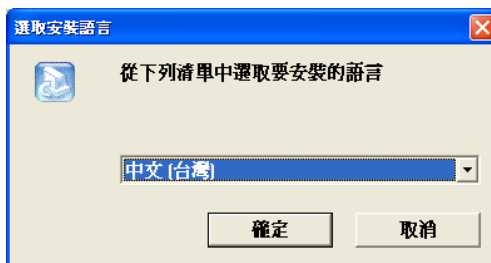 選取安裝語言
從下列清單中選取要安裝的語言
中文 (台灣)
確定
取消